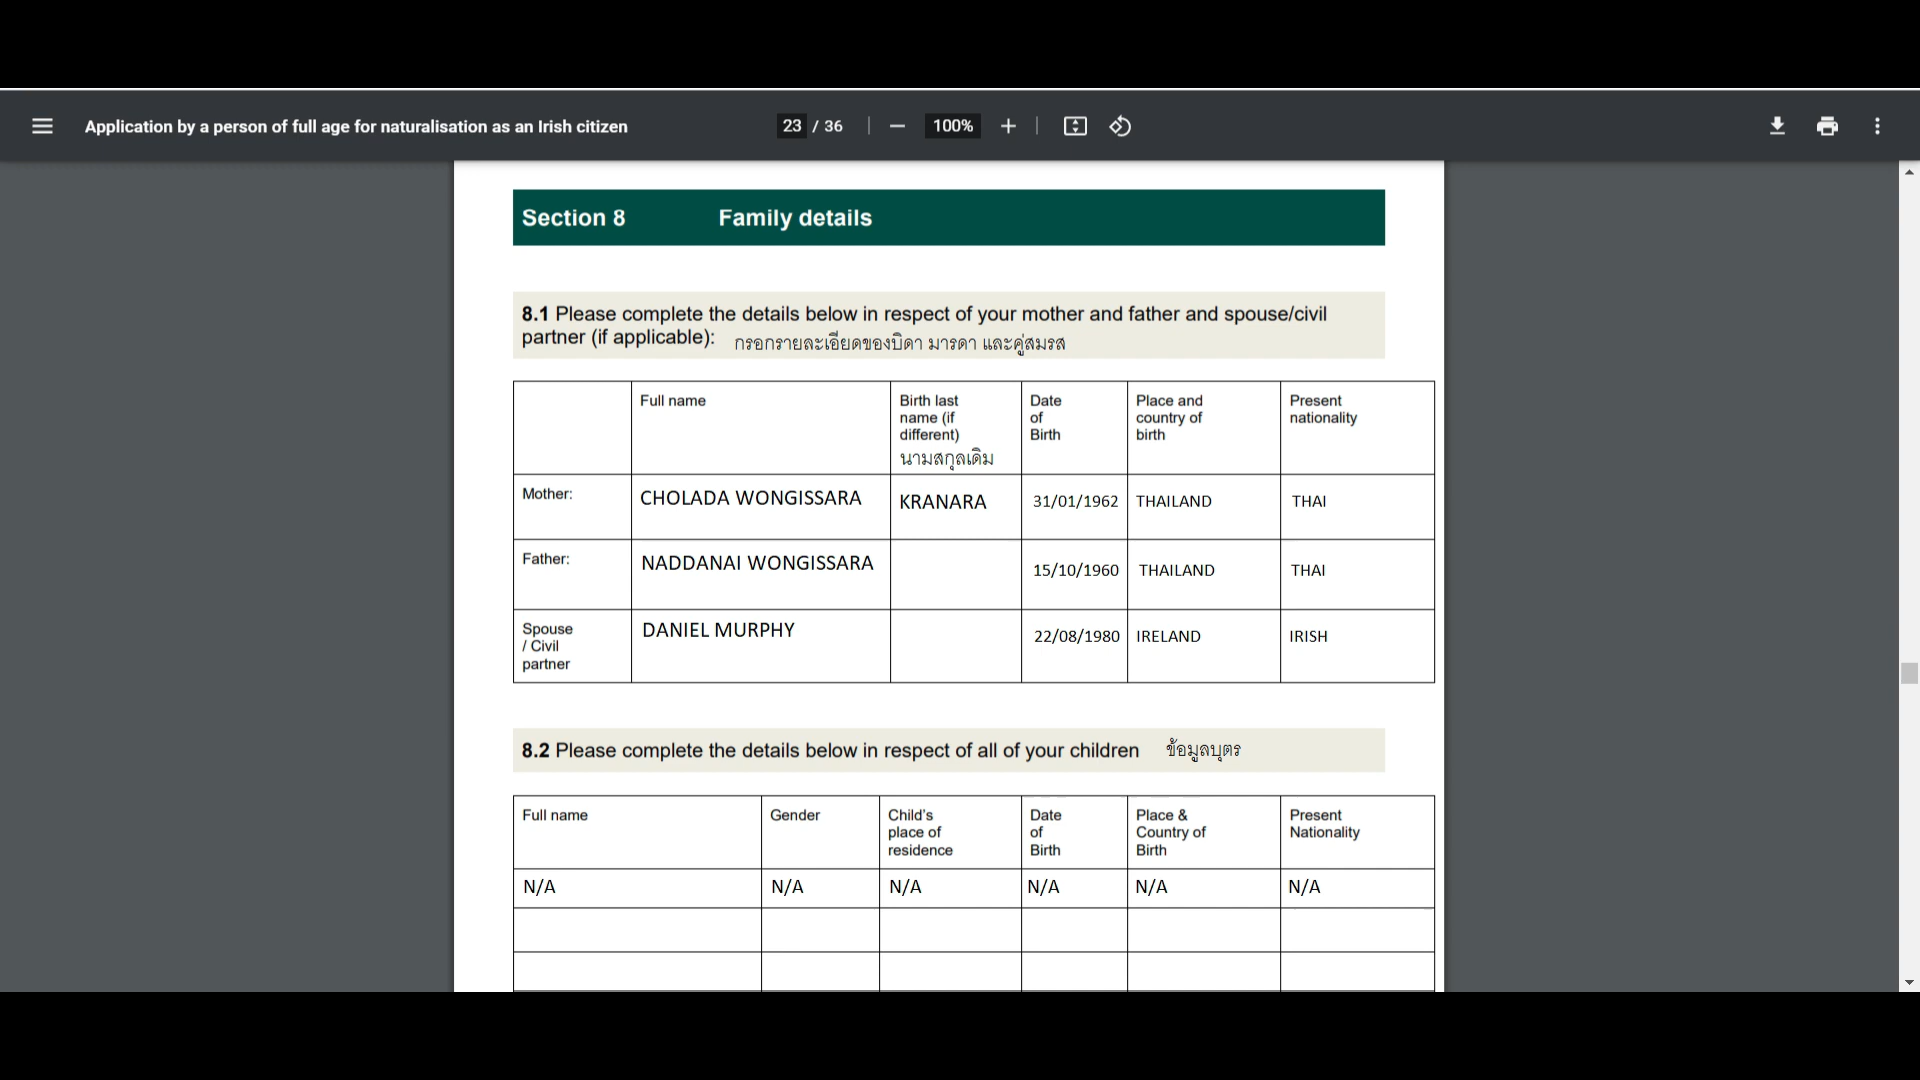 Application by a person of full age for naturalisation as an Irish citizen
23 / 36
100%
Section 8 Family details
8.1 Please complete the details below in respect of your mother and father and spouse/civil
partner (if applicable): กรอกรายละเอียดของบิดา มารดา และคู่สมรส
Full name
Birth last
name (if
different)
นามสกุลเดิม
Date
of
Birth
Place and
country of
birth
Present
nationality
Mother: CHOLADA WONGISSARA KRANARA 31/01/1962 THAILAND THAI
Father: NADDANAI WONGISSARA 15/10/1960 THAILAND THAI
Spouse
/ Civil
partner
DANIEL MURPHY 22/08/1980 IRELAND IRISH
8.2 Please complete the details below in respect of all of your children ข้อมูลบุตร
Full name
Gender
Child's
place of
residence
Date
of
Birth
Place &
Country of
Birth
Present
Nationality
N/A N/A N/A N/A N/A N/A